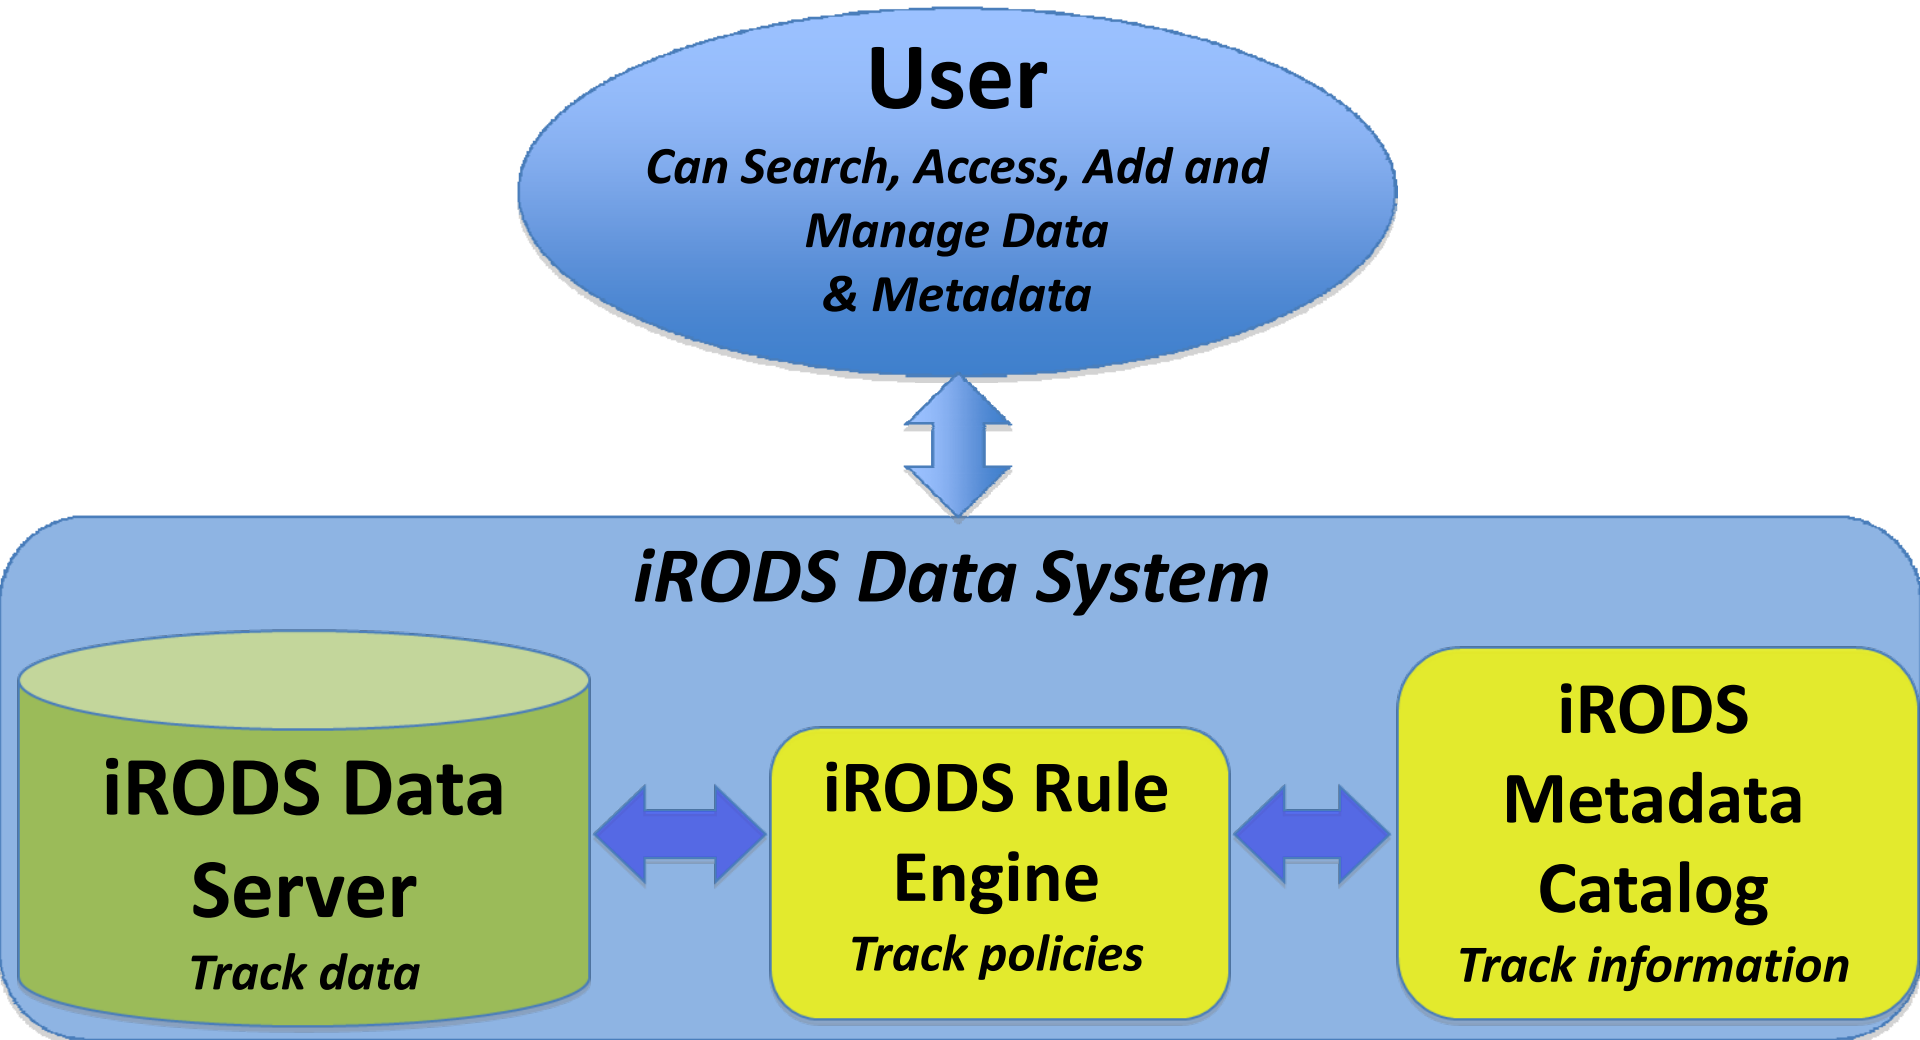 User
Can Search, Access, Add and
Manage Data
& Metadata
iRODS Data System
iRODS Data
Server
Track data
iRODS Rule
Engine
Track policies
iRODS
Metadata
Catalog
Track information